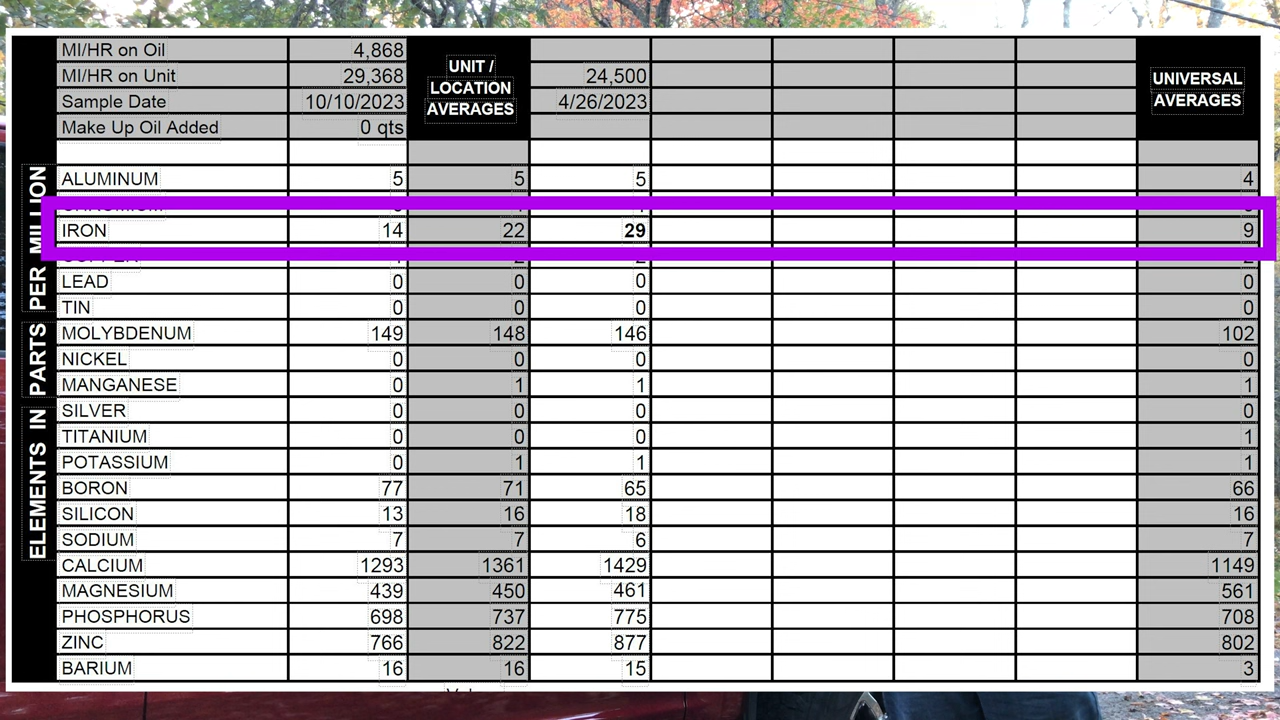 MI/HR on Oil 4,868
UNIT / LOCATION AVERAGES
UNIVERSAL AVERAGES
MI/HR on Unit 29,368 24,500
Sample Date 10/10/2023 4/26/2023
Make Up Oil Added 0 qts
ELEMENTS IN PARTS PER MILLION
ALUMINUM 5 5 5 4
IRON 14 22 29 9
LEAD 0 0 0 0
TIN 0 0 0 0
MOLYBDENUM 149 148 146 102
NICKEL 0 0 0 0
MANGANESE 0 1 1 1
SILVER 0 0 0 0
TITANIUM 0 0 0 1
POTASSIUM 0 1 1 1
BORON 77 71 65 66
SILICON 13 16 18 16
SODIUM 7 7 6 7
CALCIUM 1293 1361 1429 1149
MAGNESIUM 439 450 461 561
PHOSPHORUS 698 737 775 708
ZINC 766 822 877 802
BARIUM 16 16 15 3